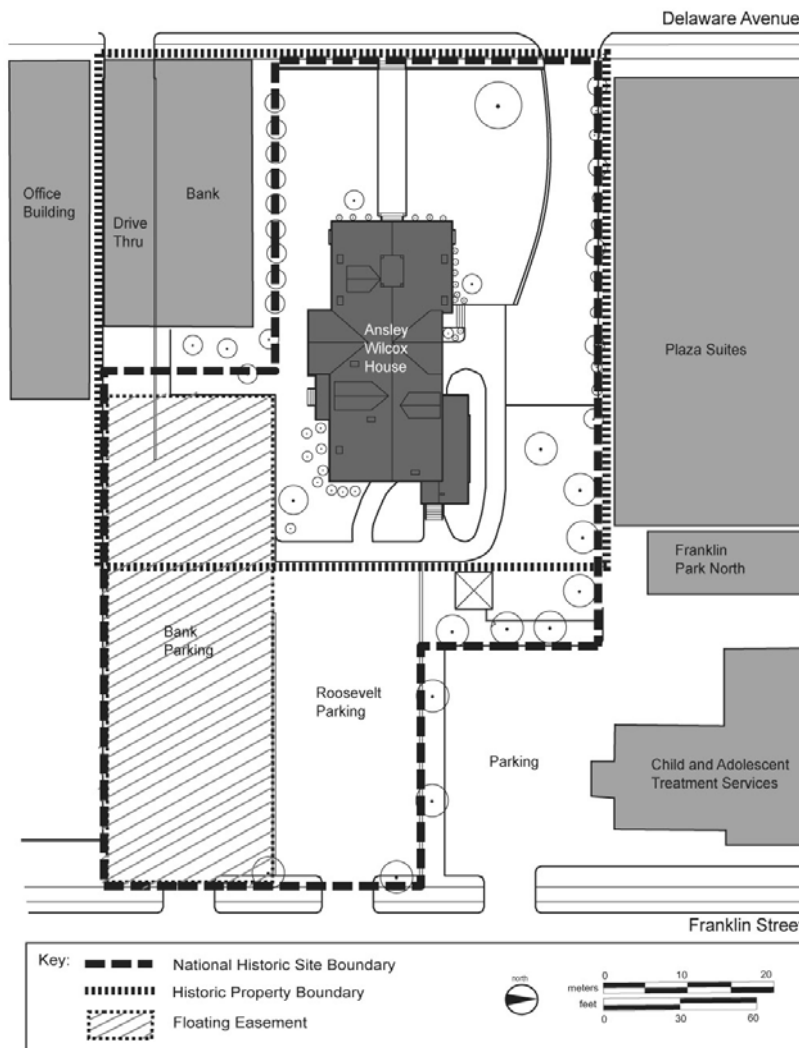 Delaware Avenue
Office
Building
Drive
Thru
Bank
Ansley
Wilcox
House
Plaza Suites
Franklin
Park North
Bank
Parking
Roosevelt
Parking
Parking
Child and Adolescent
Treatment Services
Franklin Street
Key:
National Historic Site Boundary
Historic Property Boundary
Floating Easement
north
meters
0 10 20
feet
0 30 60